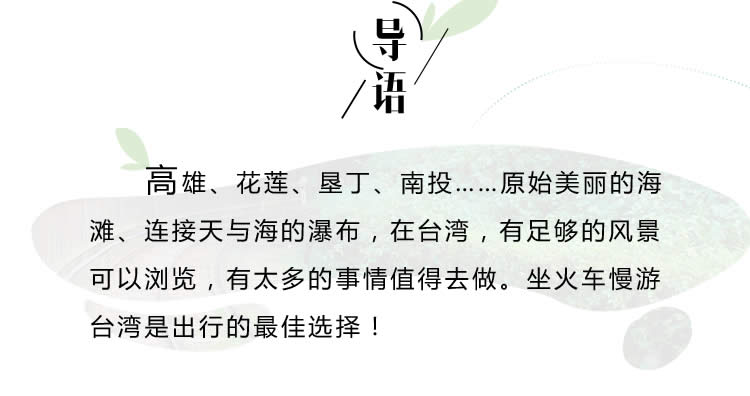 导语
高雄、花莲、垦丁、南投……原始美丽的海
滩、连接天与海的瀑布，在台湾，有足够的风景
可以浏览，有太多的事情值得去做。坐火车慢游
台湾是出行的最佳选择！